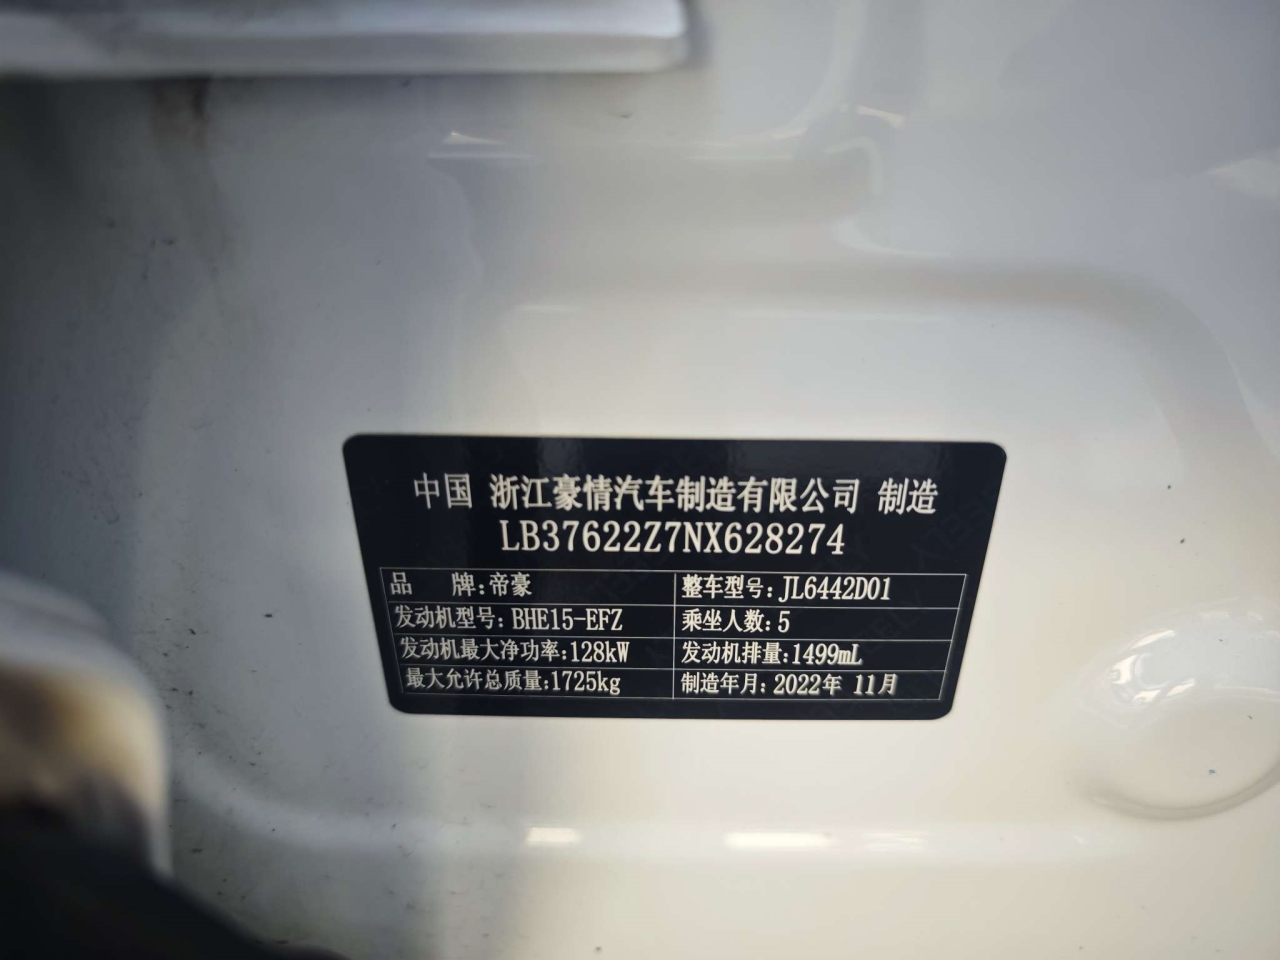 中国 浙江豪情汽车制造有限公司 制造
LB37622Z7NX628274
品 牌:帝豪 整车型号:JL6442D01
发动机型号:BHE15-EFZ 乘坐人数:5
发动机最大净功率:128kW 发动机排量:1499mL
最大允许总质量:1725kg 制造年月:2022年 11月